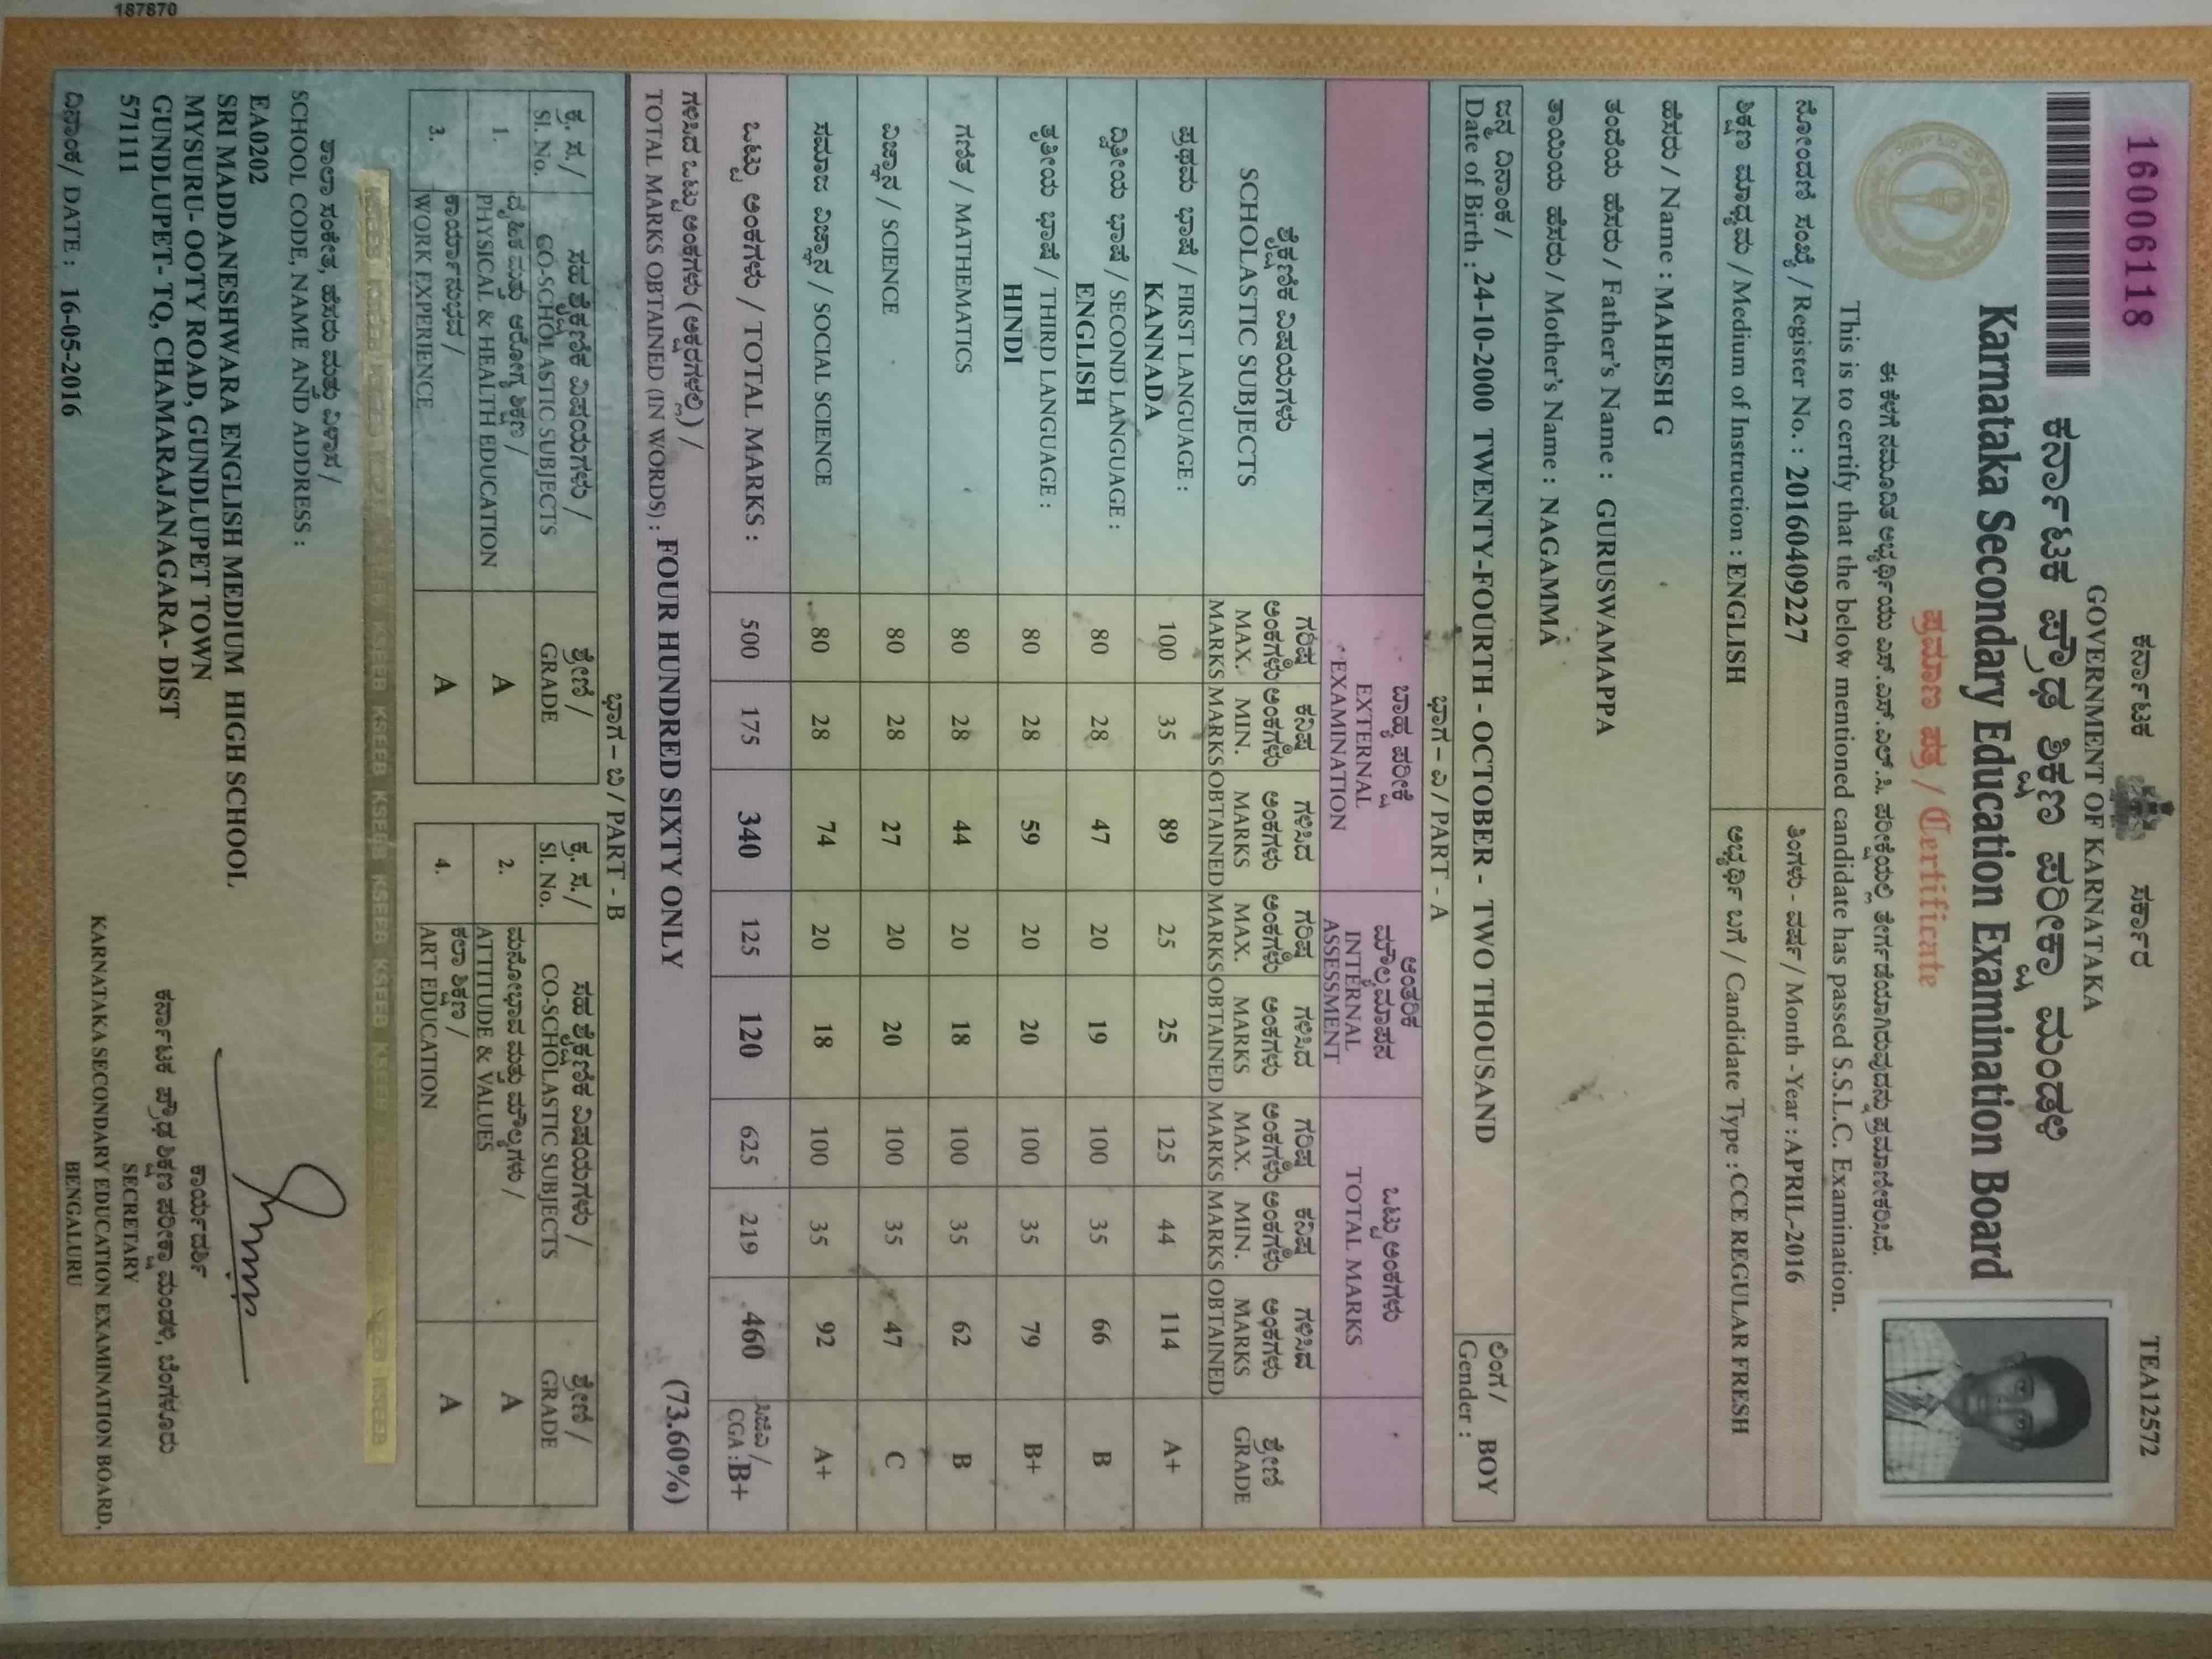 16006118
ಕರ್ನಾಟಕ ಸರ್ಕಾರ
TEA12572
GOVERNMENT OF KARNATAKA
ಕರ್ನಾಟಕ ಪ್ರೌಢ ಶಿಕ್ಷಣ ಪರೀಕ್ಷಾ ಮಂಡಳಿ
Karnataka Secondary Education Examination Board
ಪ್ರಮಾಣ ಪತ್ರ / Certificate
ಈ ಕೆಳಗೆ ನಮೂದಿತ ಅಭ್ಯರ್ಥಿಯು ಎಸ್.ಎಸ್.ಎಲ್.ಸಿ. ಪರೀಕ್ಷೆಯಲ್ಲಿ ತೇರ್ಗಡೆಯಾಗಿರುವುದನ್ನು ಪ್ರಮಾಣೀಕರಿಸಿದೆ.
This is to certify that the below mentioned candidate has passed S.S.L.C. Examination.
ನೋಂದಣಿ ಸಂಖ್ಯೆ / Register No. : 20160409227
ತಿಂಗಳು - ವರ್ಷ / Month -Year : APRIL-2016
ಶಿಕ್ಷಣ ಮಾಧ್ಯಮ / Medium of Instruction : ENGLISH
ಅಭ್ಯರ್ಥಿ ಬಗೆ / Candidate Type : CCE REGULAR FRESH
ಹೆಸರು / Name : MAHESH G
ತಂದೆಯ ಹೆಸರು / Father's Name : GURUSWAMAPPA
ತಾಯಿಯ ಹೆಸರು / Mother's Name : NAGAMMA
ಜನ್ಮ ದಿನಾಂಕ /
Date of Birth : 24-10-2000 TWENTY-FOURTH - OCTOBER - TWO THOUSAND
ಲಿಂಗ /
Gender : BOY
ಭಾಗ – ಎ / PART - A
ಬಾಹ್ಯ ಪರೀಕ್ಷೆ
EXTERNAL
EXAMINATION
ಆಂತರಿಕ
ಮೌಲ್ಯಮಾಪನ
INTERNAL
ASSESSMENT
ಒಟ್ಟು ಅಂಕಗಳು
TOTAL MARKS
ಶೈಕ್ಷಣಿಕ ವಿಷಯಗಳು
SCHOLASTIC SUBJECTS
ಗರಿಷ್ಠ ಕನಿಷ್ಠ ಗಳಿಸಿದ ಗರಿಷ್ಠ ಗಳಿಸಿದ ಗರಿಷ್ಠ ಕನಿಷ್ಠ ಗಳಿಸಿದ
ಅಂಕಗಳು ಅಂಕಗಳು ಅಂಕಗಳು ಅಂಕಗಳು ಅಂಕಗಳು ಅಂಕಗಳು ಅಂಕಗಳು ಅಂಕಗಳು ಶ್ರೇಣಿ
MAX. MIN. MARKS MAX. MARKS MAX. MIN. MARKS GRADE
MARKS MARKS OBTAINED MARKS OBTAINED MARKS MARKS OBTAINED
ಪ್ರಥಮ ಭಾಷೆ / FIRST LANGUAGE :
KANNADA 100 35 89 25 25 125 44 114 A+
ದ್ವಿತೀಯ ಭಾಷೆ / SECOND LANGUAGE :
ENGLISH 80 28 47 20 19 100 35 66 B
ತೃತೀಯ ಭಾಷೆ / THIRD LANGUAGE :
HINDI 80 28 59 20 20 100 35 79 B+
ಗಣಿತ / MATHEMATICS 80 28 44 20 18 100 35 62 B
ವಿಜ್ಞಾನ / SCIENCE 80 28 27 20 20 100 35 47 C
ಸಮಾಜ ವಿಜ್ಞಾನ / SOCIAL SCIENCE 80 28 74 20 18 100 35 92 A+
ಒಟ್ಟು ಅಂಕಗಳು / TOTAL MARKS : 500 175 340 125 120 625 219 460
ಸಿಜಿಎ /
CGA : B+
ಗಳಿಸಿದ ಒಟ್ಟು ಅಂಕಗಳು (ಅಕ್ಷರಗಳಲ್ಲಿ) /
TOTAL MARKS OBTAINED (IN WORDS) : FOUR HUNDRED SIXTY ONLY (73.60%)
ಭಾಗ – ಬಿ / PART - B
ಕ್ರ. ಸ. / ಸಹ ಶೈಕ್ಷಣಿಕ ವಿಷಯಗಳು / ಶ್ರೇಣಿ / ಕ್ರ. ಸ. / ಸಹ ಶೈಕ್ಷಣಿಕ ವಿಷಯಗಳು / ಶ್ರೇಣಿ /
Sl. No. CO-SCHOLASTIC SUBJECTS GRADE Sl. No. CO-SCHOLASTIC SUBJECTS GRADE
1. ದೈಹಿಕ ಮತ್ತು ಆರೋಗ್ಯ ಶಿಕ್ಷಣ /
PHYSICAL & HEALTH EDUCATION A
2. ಮನೋಭಾವ ಮತ್ತು ಮೌಲ್ಯಗಳು /
ATTITUDE & VALUES A
3. ಕಾರ್ಯಾನುಭವ /
WORK EXPERIENCE A
4. ಕಲಾ ಶಿಕ್ಷಣ /
ART EDUCATION A
KSEEB KSEEB KSEEB KSEEB KSEEB KSEEB KSEEB KSEEB KSEEB
ಶಾಲಾ ಸಂಕೇತ, ಹೆಸರು ಮತ್ತು ವಿಳಾಸ /
SCHOOL CODE, NAME AND ADDRESS :
EA0202
SRI MADDANESHWARA ENGLISH MEDIUM HIGH SCHOOL
MYSURU- OOTY ROAD, GUNDLUPET TOWN
GUNDLUPET- TQ, CHAMARAJANAGARA- DIST
571111
ದಿನಾಂಕ/ DATE : 16-05-2016
ಕಾರ್ಯದರ್ಶಿ
ಕರ್ನಾಟಕ ಪ್ರೌಢ ಶಿಕ್ಷಣ ಪರೀಕ್ಷಾ ಮಂಡಳಿ, ಬೆಂಗಳೂರು
SECRETARY
KARNATAKA SECONDARY EDUCATION EXAMINATION BOARD,
BENGALURU
187870